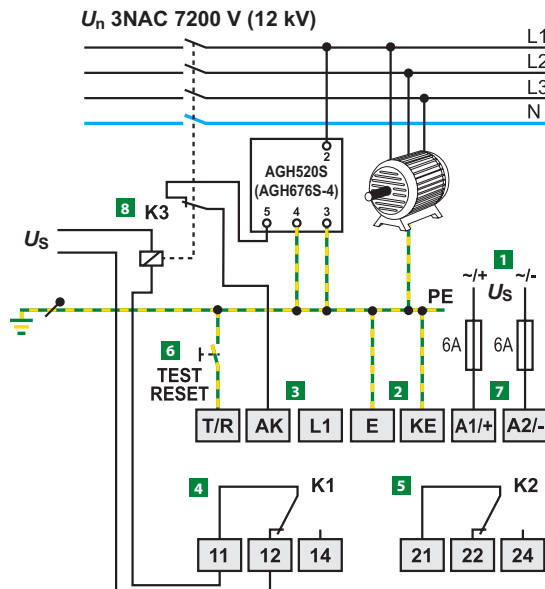 Un 3NAC 7200 V (12 kV)
L1
L2
L3
N
2
AGH520S
(AGH676S-4)
5 4 3
8 K3
US
1
~/+ ~/-
US
PE
6A 6A
6
TEST
RESET
3 2 7
T/R AK L1 E KE A1/+ A2/-
4 K1 5 K2
11 12 14 21 22 24